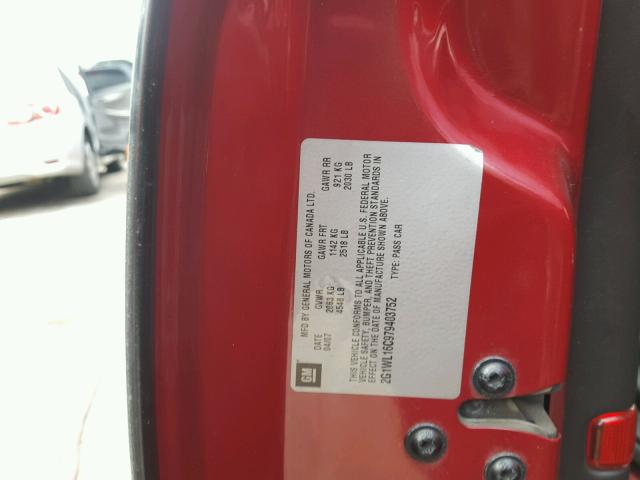 GM
MFD BY GENERAL MOTORS OF CANADA LTD.
DATE GVWR GAWR FRT GAWR RR
04/07 2063 KG 1142 KG 921 KG
4548 LB 2518 LB 2030 LB
THIS VEHICLE CONFORMS TO ALL APPLICABLE U.S. FEDERAL MOTOR
VEHICLE SAFETY, BUMPER, AND THEFT PREVENTION STANDARDS IN
EFFECT ON THE DATE OF MANUFACTURE SHOWN ABOVE.
2G1WL16C979403752 TYPE: PASS CAR